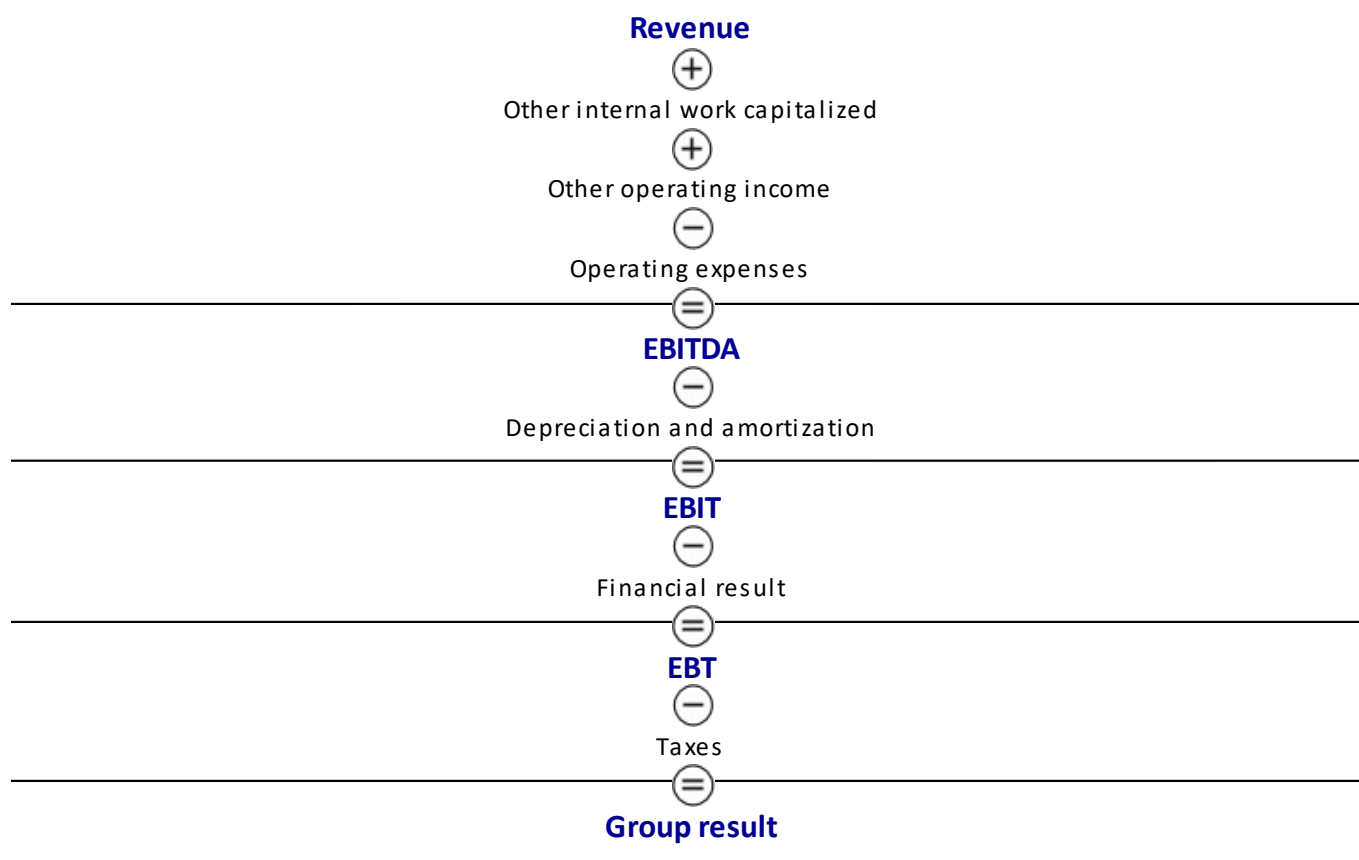 Revenue
+
Other internal work capitalized
+
Other operating income
−
Operating expenses
=
EBITDA
−
Depreciation and amortization
=
EBIT
−
Financial result
=
EBT
−
Taxes
=
Group result